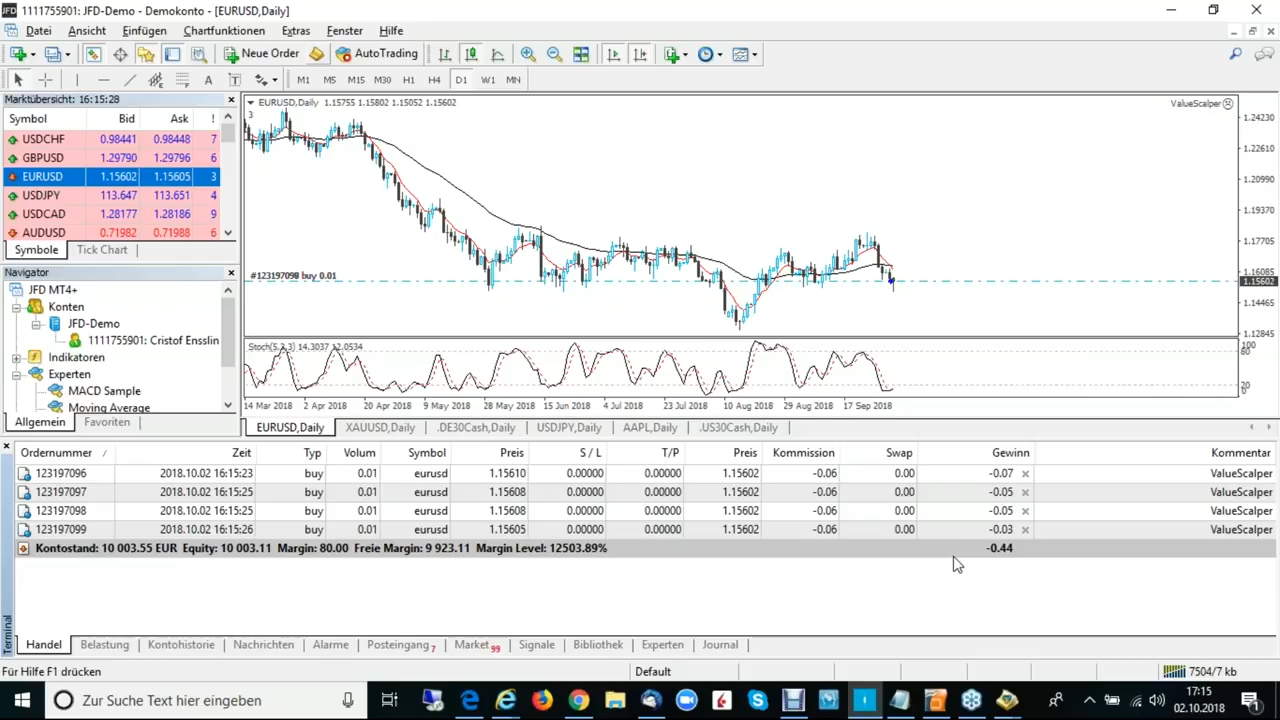 1111755901: JFD-Demo - Demokonto - [EURUSD,Daily]
Datei Ansicht Einfügen Chartfunktionen Extras Fenster Hilfe
New Order AutoTrading
A T M1 M5 M15 M30 H1 H4 D1 W1 MN
Marktübersicht: 16:15:28
Symbol Bid Ask !
USDCHF 0.98441 0.98448 7
GBPUSD 1.29790 1.29796 6
EURUSD 1.15602 1.15605 3
USDJPY 113.647 113.651 4
USDCAD 1.28177 1.28186 9
AUDUSD 0.71982 0.71988 6
Symbole Tick Chart
Navigator
JFD MT4+
Konten
JFD-Demo
1111755901: Cristof Ensslin
Indikatoren
Experten
MACD Sample
Moving Average
Allgemein Favoriten
EURUSD,Daily 1.15755 1.15802 1.15052 1.15602
3
ValueScalper
#123197099 buy 0.01
1.24230
1.22610
1.20990
1.19370
1.17705
1.16085
1.15602
1.14465
1.12845
Stoch(5,3,3) 14.3037 12.0534
100
80
20
0
14 Mar 2018 2 Apr 2018 20 Apr 2018 9 May 2018 28 May 2018 15 Jun 2018 4 Jul 2018 23 Jul 2018 10 Aug 2018 29 Aug 2018 17 Sep 2018
EURUSD,Daily XAUUSD,Daily .DE30Cash,Daily USDJPY,Daily AAPL,Daily .US30Cash,Daily
Ordernummer Zeit Typ Volum Symbol Preis S / L T/P Preis Kommission Swap Gewinn Kommentar
123197096 2018.10.02 16:15:23 buy 0.01 eurusd 1.15610 0.00000 0.00000 1.15602 -0.06 0.00 -0.07 ValueScalper
123197097 2018.10.02 16:15:25 buy 0.01 eurusd 1.15608 0.00000 0.00000 1.15602 -0.06 0.00 -0.05 ValueScalper
123197098 2018.10.02 16:15:25 buy 0.01 eurusd 1.15608 0.00000 0.00000 1.15602 -0.06 0.00 -0.05 ValueScalper
123197099 2018.10.02 16:15:26 buy 0.01 eurusd 1.15605 0.00000 0.00000 1.15602 -0.06 0.00 -0.03 ValueScalper
Kontostand: 10 003.55 EUR Equity: 10 003.11 Margin: 80.00 Freie Margin: 9 923.11 Margin Level: 12503.89% -0.44
Terminal
Handel Belastung Kontohistorie Nachrichten Alarme Posteingang 7 Market 99 Signale Bibliothek Experten Journal
Für Hilfe F1 drücken Default 7504/7 kb
Zur Suche Text hier eingeben
17:15
02.10.2018
1